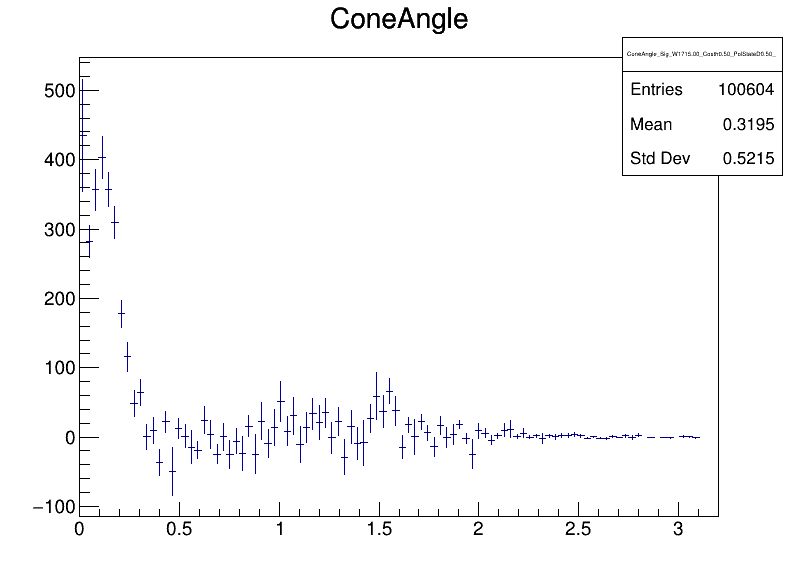 ConeAngle
ConeAngle_Sig_W1715.00_Costh0.50_PolStateD0.50_
Entries 100604
Mean 0.3195
Std Dev 0.5215
500
400
300
200
100
0
−100
0 0.5 1 1.5 2 2.5 3